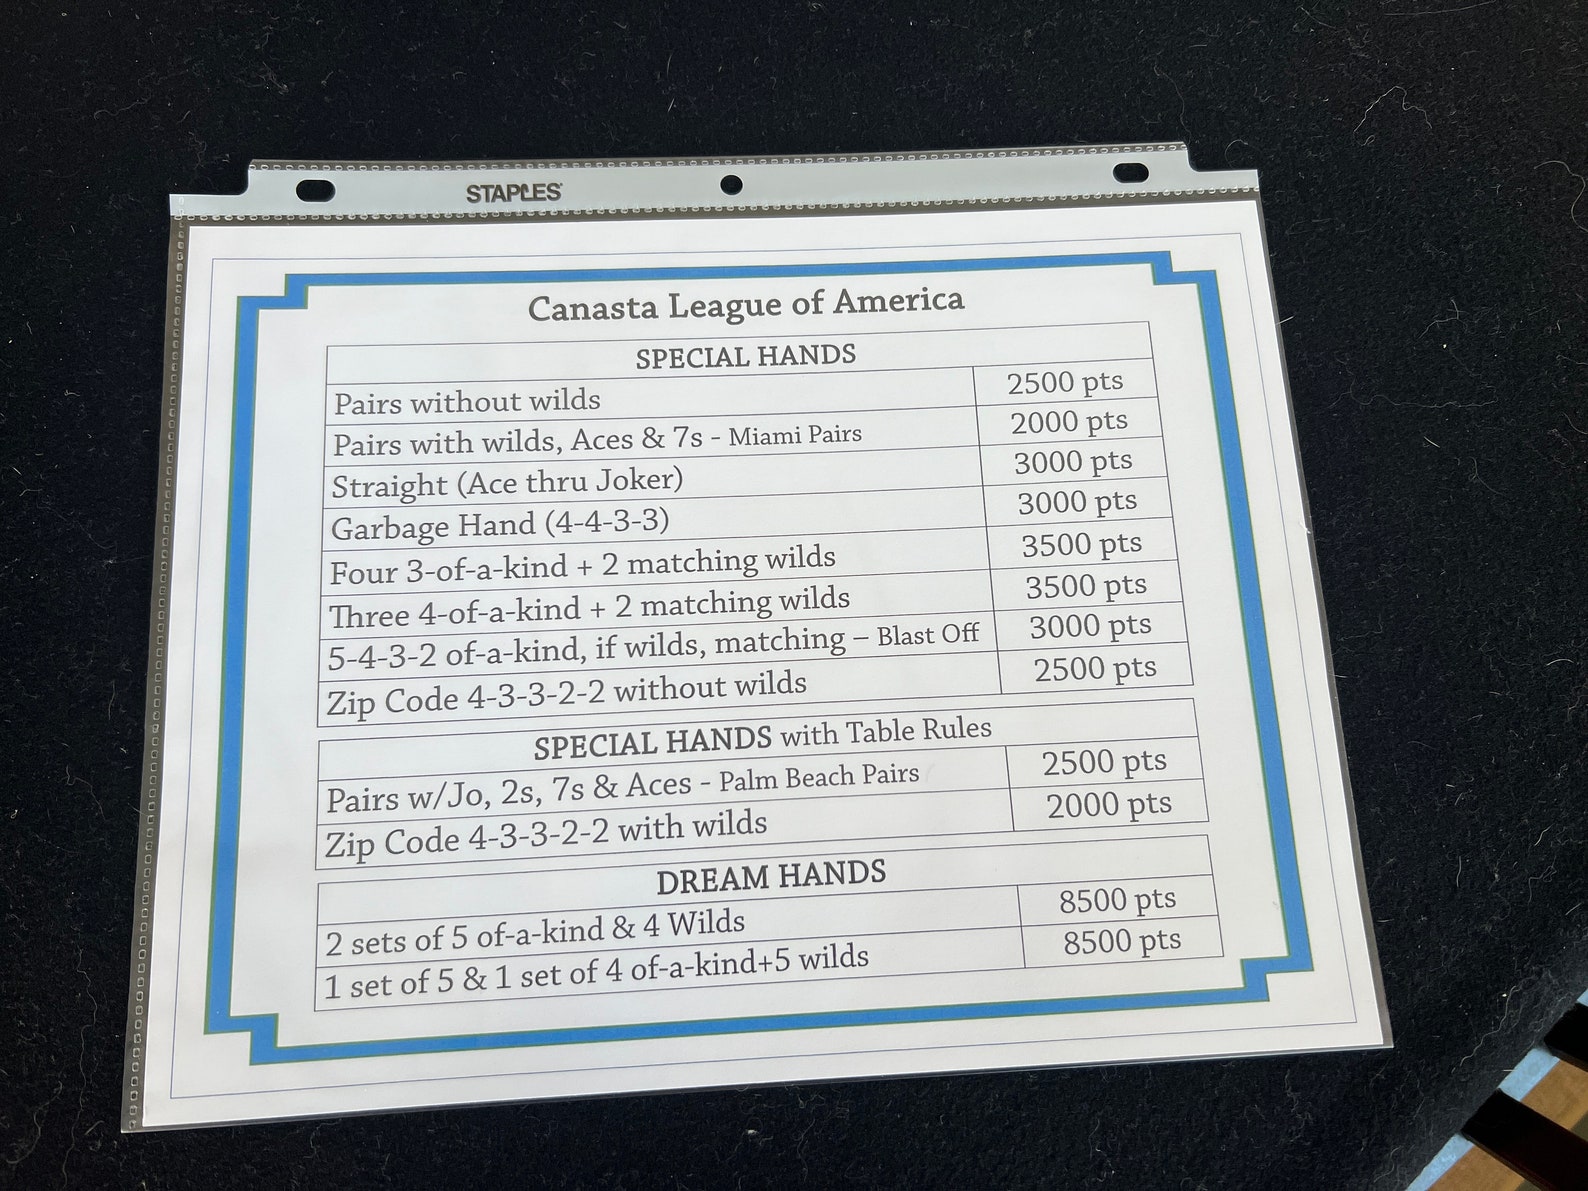 STAPLES
Canasta League of America
SPECIAL HANDS
Pairs without wilds 2500 pts
Pairs with wilds, Aces & 7s - Miami Pairs 2000 pts
Straight (Ace thru Joker) 3000 pts
Garbage Hand (4-4-3-3) 3000 pts
Four 3-of-a-kind + 2 matching wilds 3500 pts
Three 4-of-a-kind + 2 matching wilds 3500 pts
5-4-3-2 of-a-kind, if wilds, matching – Blast Off 3000 pts
Zip Code 4-3-3-2-2 without wilds 2500 pts
SPECIAL HANDS with Table Rules
Pairs w/Jo, 2s, 7s & Aces - Palm Beach Pairs 2500 pts
Zip Code 4-3-3-2-2 with wilds 2000 pts
DREAM HANDS
2 sets of 5 of-a-kind & 4 Wilds 8500 pts
1 set of 5 & 1 set of 4 of-a-kind+5 wilds 8500 pts